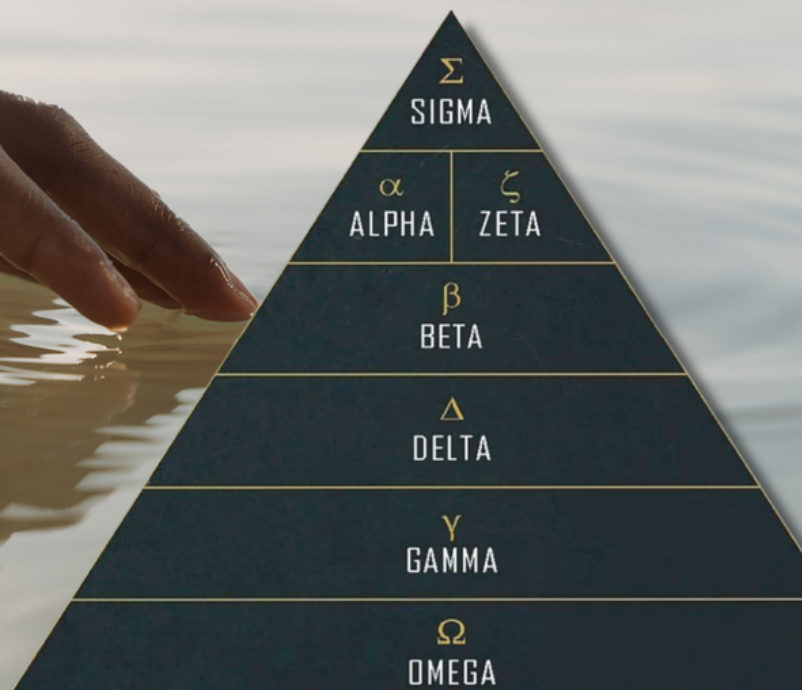 Σ
SIGMA
α
ALPHA
ζ
ZETA
β
BETA
Δ
DELTA
γ
GAMMA
Ω
OMEGA